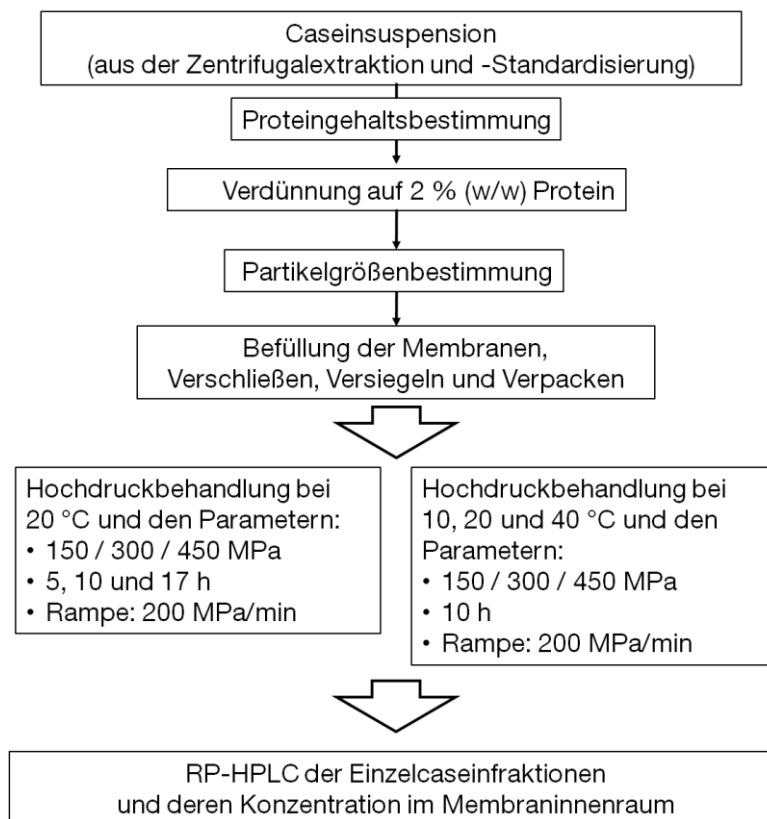 Caseinsuspension
(aus der Zentrifugalextraktion und -Standardisierung)
Proteingehaltsbestimmung
Verdünnung auf 2 % (w/w) Protein
Partikelgrößenbestimmung
Befüllung der Membranen,
Verschließen, Versiegeln und Verpacken
Hochdruckbehandlung bei
20 °C und den Parametern:
• 150 / 300 / 450 MPa
• 5, 10 und 17 h
• Rampe: 200 MPa/min
Hochdruckbehandlung bei
10, 20 und 40 °C und den
Parametern:
• 150 / 300 / 450 MPa
• 10 h
• Rampe: 200 MPa/min
RP-HPLC der Einzelcaseinfraktionen
und deren Konzentration im Membraninnenraum